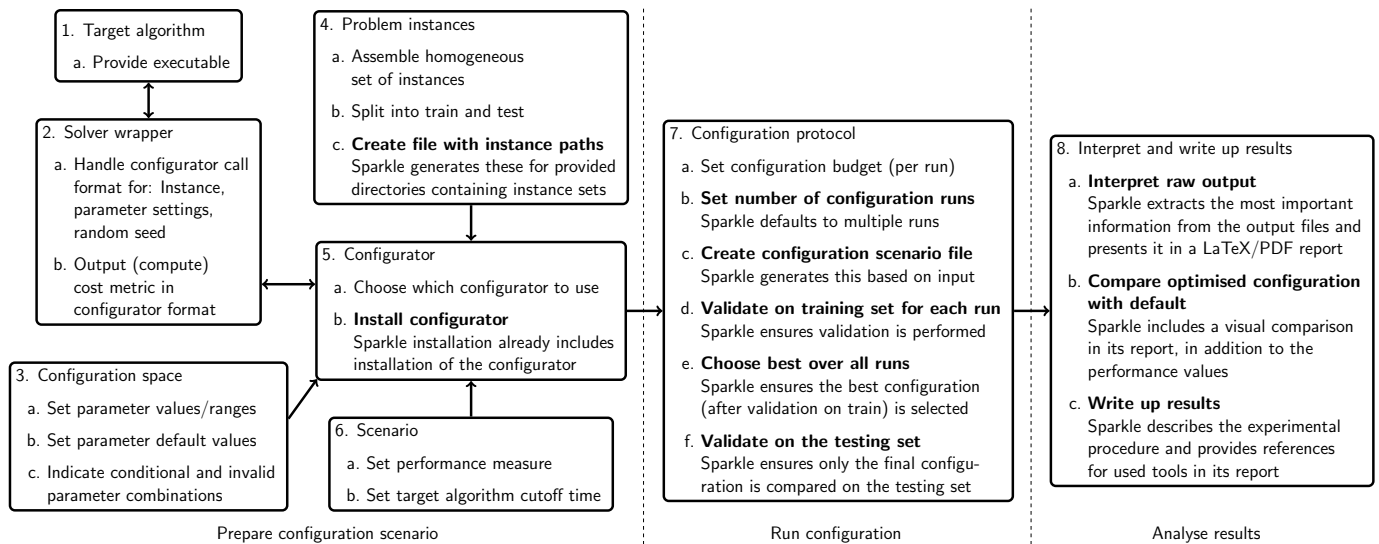 1. Target algorithm
a. Provide executable
2. Solver wrapper
a. Handle configurator call
format for: Instance,
parameter settings,
random seed
b. Output (compute)
cost metric in
configurator format
3. Configuration space
a. Set parameter values/ranges
b. Set parameter default values
c. Indicate conditional and invalid
parameter combinations
4. Problem instances
a. Assemble homogeneous
set of instances
b. Split into train and test
c. Create file with instance paths
Sparkle generates these for provided
directories containing instance sets
5. Configurator
a. Choose which configurator to use
b. Install configurator
Sparkle installation already includes
installation of the configurator
6. Scenario
a. Set performance measure
b. Set target algorithm cutoff time
Prepare configuration scenario
7. Configuration protocol
a. Set configuration budget (per run)
b. Set number of configuration runs
Sparkle defaults to multiple runs
c. Create configuration scenario file
Sparkle generates this based on input
d. Validate on training set for each run
Sparkle ensures validation is performed
e. Choose best over all runs
Sparkle ensures the best configuration
(after validation on train) is selected
f. Validate on the testing set
Sparkle ensures only the final configu-
ration is compared on the testing set
Run configuration
8. Interpret and write up results
a. Interpret raw output
Sparkle extracts the most important
information from the output files and
presents it in a LaTeX/PDF report
b. Compare optimised configuration
with default
Sparkle includes a visual comparison
in its report, in addition to the
performance values
c. Write up results
Sparkle describes the experimental
procedure and provides references
for used tools in its report
Analyse results